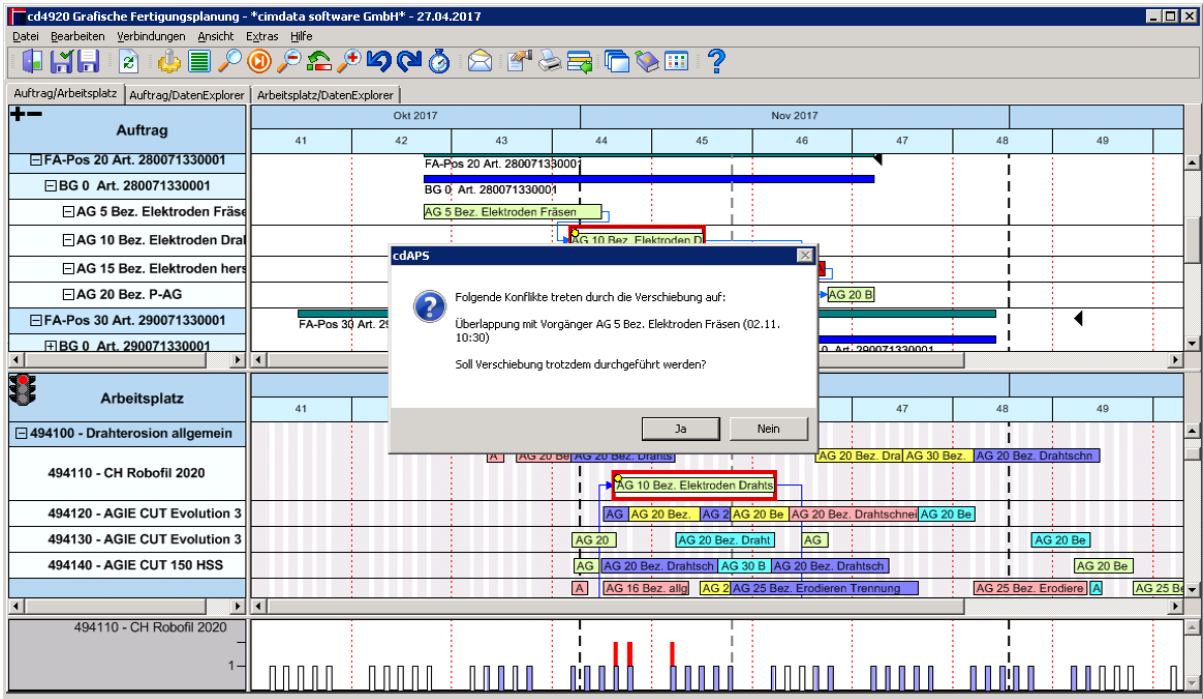 cd4920 Grafische Fertigungsplanung - *cimdata software GmbH* - 27.04.2017
Datei Bearbeiten Verbindungen Ansicht Extras Hilfe
Auftrag/Arbeitsplatz Auftrag/DatenExplorer Arbeitsplatz/DatenExplorer
Auftrag
Okt 2017 Nov 2017
41 42 43 44 45 46 47 48 49
FA-Pos 20 Art. 280071330001 FA-Pos 20 Art. 280071330001
BG 0 Art. 280071330001 BG 0 Art. 280071330001
AG 5 Bez. Elektroden Fräse AG 5 Bez. Elektroden Fräsen
AG 10 Bez. Elektroden Dral AG 10 Bez. Elektroden D
AG 15 Bez. Elektroden hers
AG 20 Bez. P-AG AG 20 B
FA-Pos 30 Art. 290071330001 FA-Pos 30 Art. 29
BG 0 Art. 290071330001 0 Art. 290071330001
cdAPS
Folgende Konflikte treten durch die Verschiebung auf:
Überlappung mit Vorgänger AG 5 Bez. Elektroden Fräsen (02.11.
10:30)
Soll Verschiebung trotzdem durchgeführt werden?
Ja Nein
Arbeitsplatz
41 47 48 49
494100 - Drahterosion allgemein
A AG 20 Be AG 20 Bez. Drahts AG 20 Bez. Dra AG 30 Bez. AG 20 Bez. Drahtschn
494110 - CH Robofil 2020 AG 10 Bez. Elektroden Drahts
494120 - AGIE CUT Evolution 3 AG AG 20 Bez. AG 2 AG 20 Be AG 20 Bez. Drahtschnei AG 20 Be
494130 - AGIE CUT Evolution 3 AG 20 AG 20 Bez. Draht AG AG 20 Be
494140 - AGIE CUT 150 HSS AG AG 20 Bez. Drahtsch AG 30 B AG 20 Bez. Drahtsch AG 20 Be
A AG 16 Bez. allg AG 2 AG 25 Bez. Erodieren Trennung AG 25 Bez. Erodiere A AG 25 Be
494110 - CH Robofil 2020
1